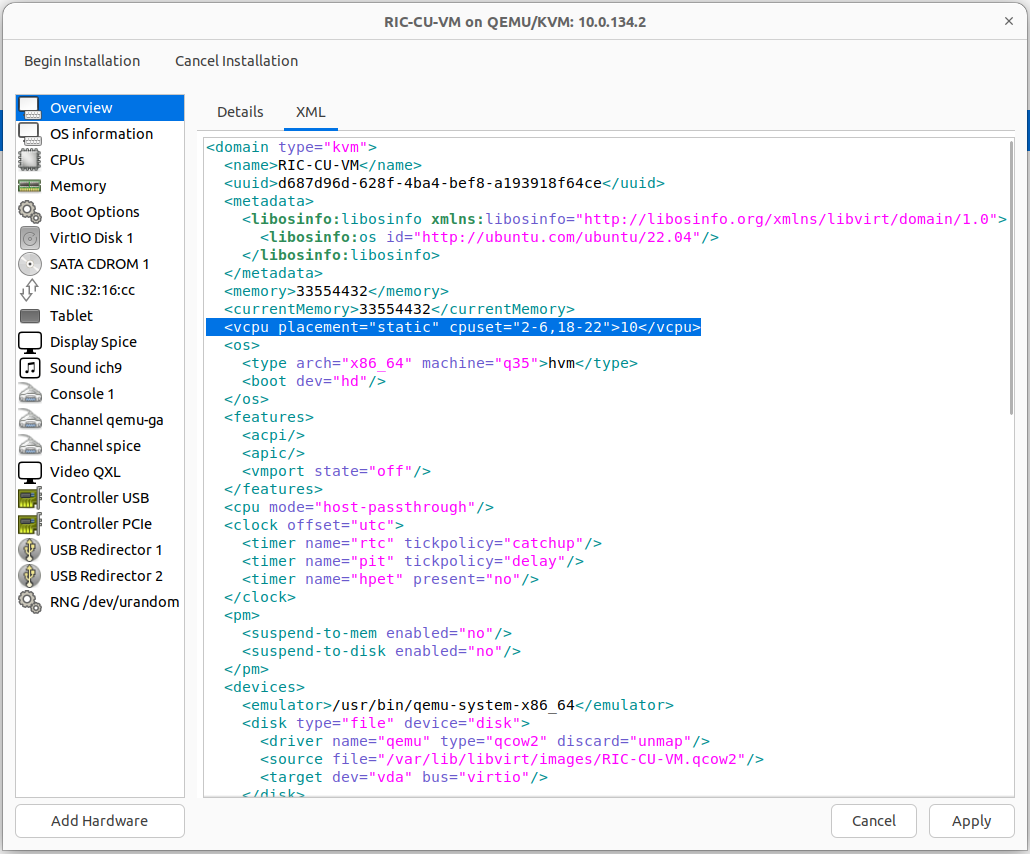 RIC-CU-VM on QEMU/KVM: 10.0.134.2
Begin Installation Cancel Installation
Overview
OS information
CPUs
Memory
Boot Options
VirtIO Disk 1
SATA CDROM 1
NIC :32:16:cc
Tablet
Display Spice
Sound ich9
Console 1
Channel qemu-ga
Channel spice
Video QXL
Controller USB
Controller PCIe
USB Redirector 1
USB Redirector 2
RNG /dev/urandom
Add Hardware
Details XML
<domain type="kvm">
  <name>RIC-CU-VM</name>
  <uuid>d687d96d-628f-4ba4-bef8-a193918f64ce</uuid>
  <metadata>
    <libosinfo:libosinfo xmlns:libosinfo="http://libosinfo.org/xmlns/libvirt/domain/1.0">
      <libosinfo:os id="http://ubuntu.com/ubuntu/22.04"/>
    </libosinfo:libosinfo>
  </metadata>
  <memory>33554432</memory>
  <currentMemory>33554432</currentMemory>
  <vcpu placement="static" cpuset="2-6,18-22">10</vcpu>
  <os>
    <type arch="x86_64" machine="q35">hvm</type>
    <boot dev="hd"/>
  </os>
  <features>
    <acpi/>
    <apic/>
    <vmport state="off"/>
  </features>
  <cpu mode="host-passthrough"/>
  <clock offset="utc">
    <timer name="rtc" tickpolicy="catchup"/>
    <timer name="pit" tickpolicy="delay"/>
    <timer name="hpet" present="no"/>
  </clock>
  <pm>
    <suspend-to-mem enabled="no"/>
    <suspend-to-disk enabled="no"/>
  </pm>
  <devices>
    <emulator>/usr/bin/qemu-system-x86_64</emulator>
    <disk type="file" device="disk">
      <driver name="qemu" type="qcow2" discard="unmap"/>
      <source file="/var/lib/libvirt/images/RIC-CU-VM.qcow2"/>
      <target dev="vda" bus="virtio"/>
    </disk>
Cancel Apply